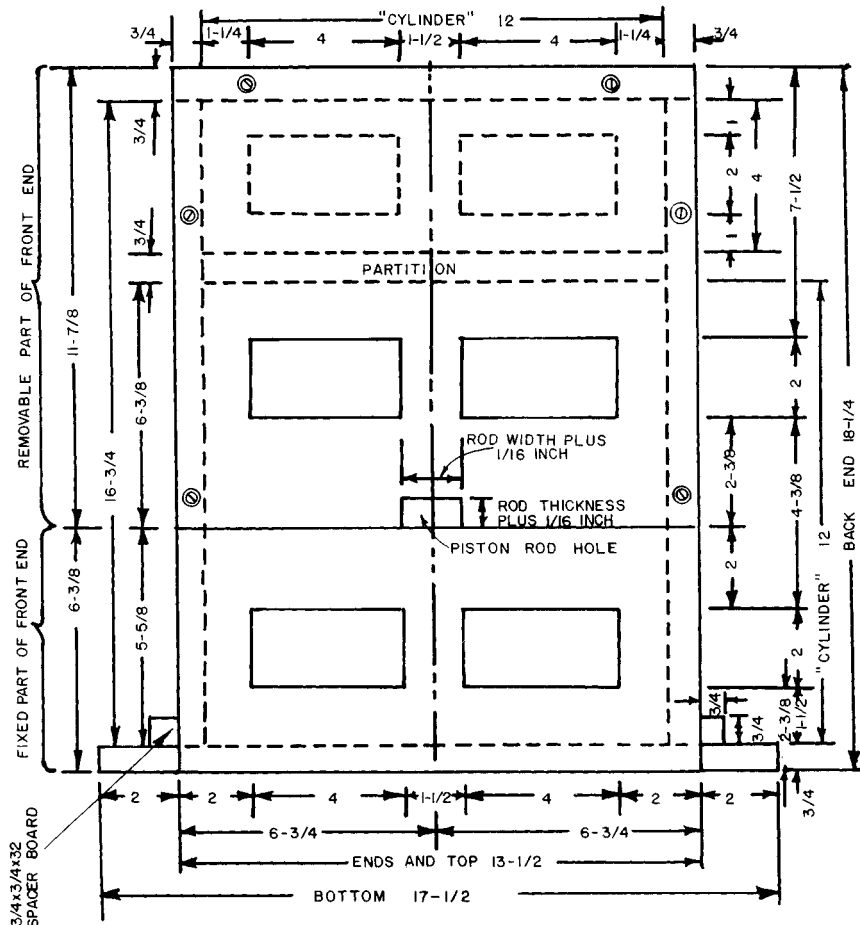 "CYLINDER" 12
3/4
1-1/4
4
1-1/2
4
1-1/4
3/4
3/4
3/4
1
2
1
4
7-1/2
PARTITION
REMOVABLE PART OF FRONT END
11-7/8
16-3/4
6-3/8
2
2-3/8
4-3/8
ROD WIDTH PLUS
1/16 INCH
ROD THICKNESS
PLUS 1/16 INCH
PISTON ROD HOLE
BACK END 18-1/4
"CYLINDER" 12
FIXED PART OF FRONT END
6-3/8
5-5/8
2
2
3/4
3/4
2-3/8
1-1/2
3/4
2
2
4
1-1/2
4
2
2
6-3/4
6-3/4
ENDS AND TOP 13-1/2
BOTTOM 17-1/2
3/4x3/4x32
SPACER BOARD